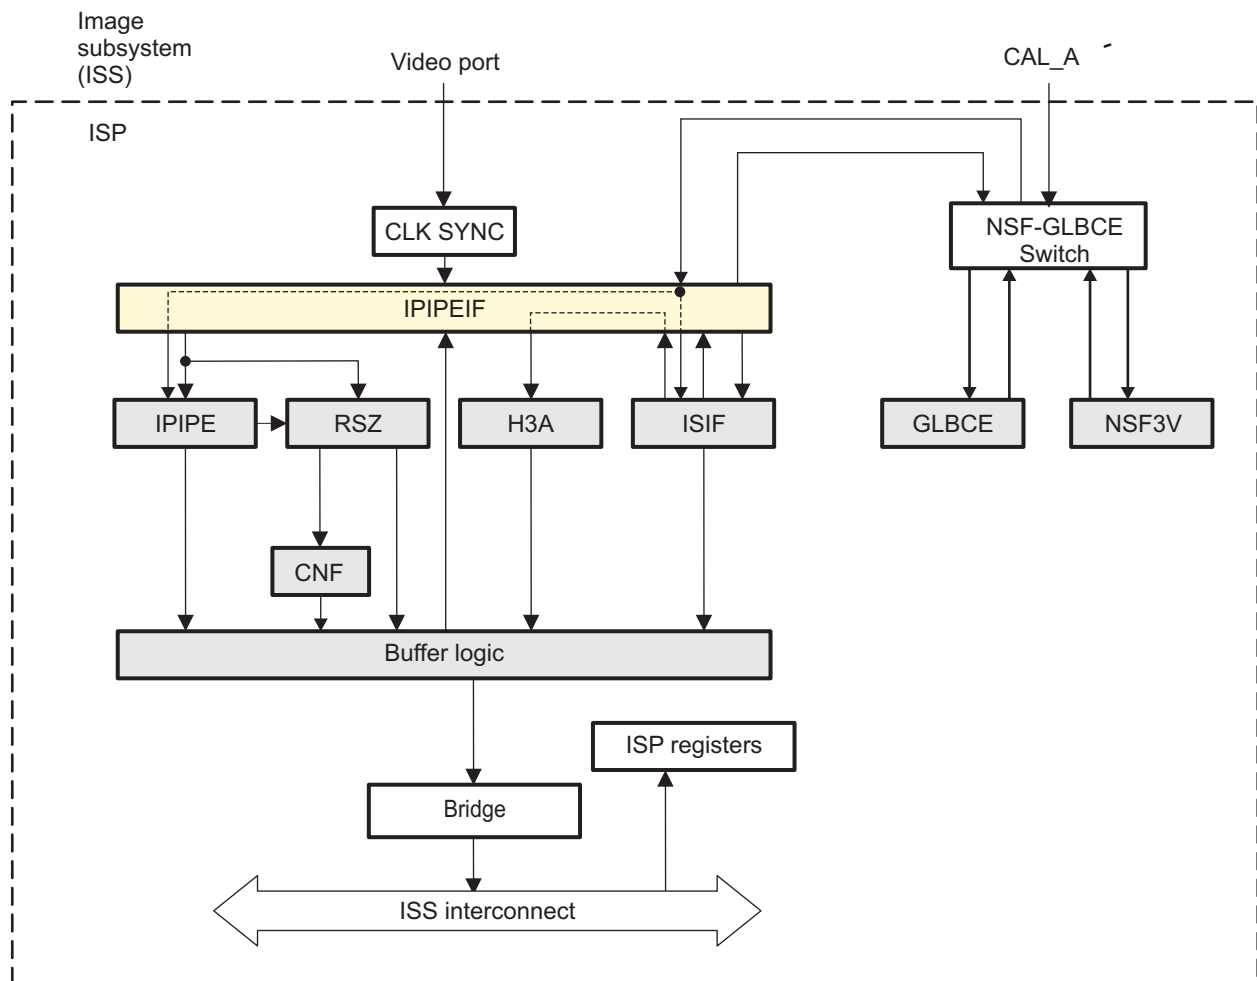 Image
subsystem
(ISS)
Video port
CAL_A
ISP
CLK SYNC
NSF-GLBCE
Switch
IPIPEIF
IPIPE
RSZ
H3A
ISIF
GLBCE
NSF3V
CNF
Buffer logic
ISP registers
Bridge
ISS interconnect